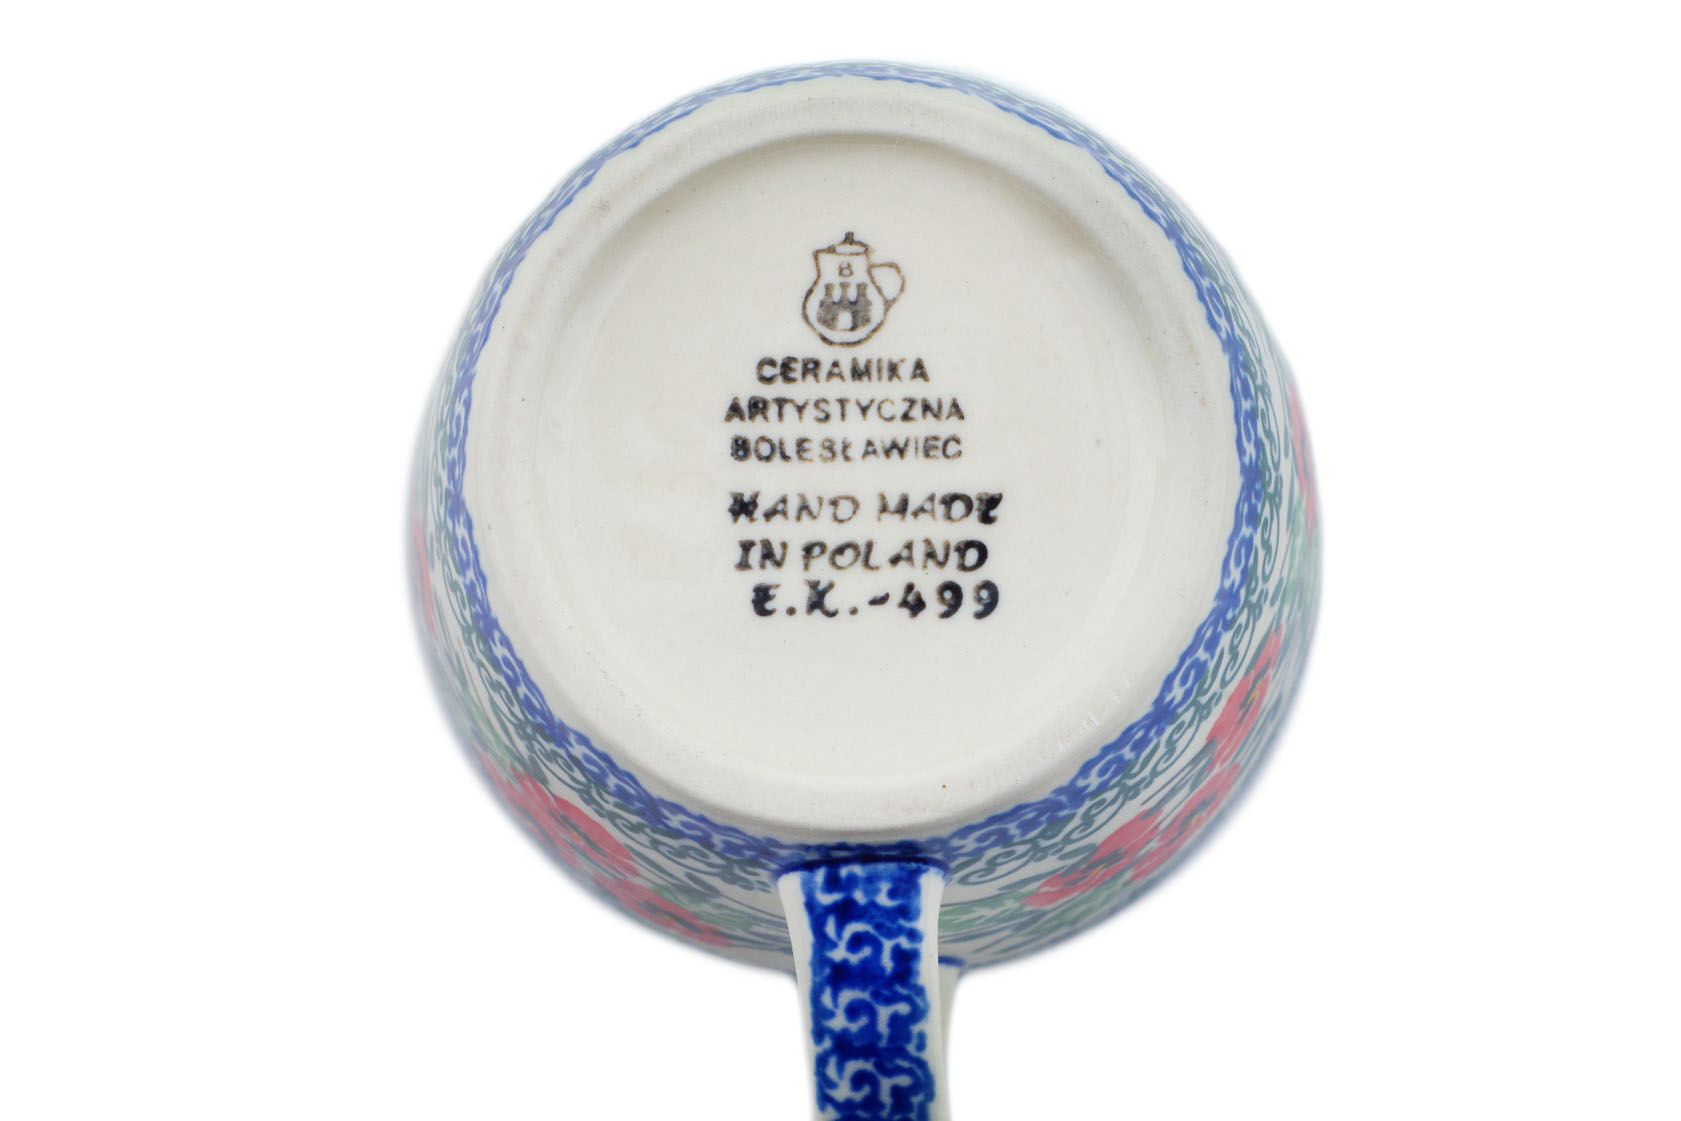 B
CERAMIKA
ARTYSTYCZNA
BOLESŁAWIEC
HAND MADE
IN POLAND
E.K.-499